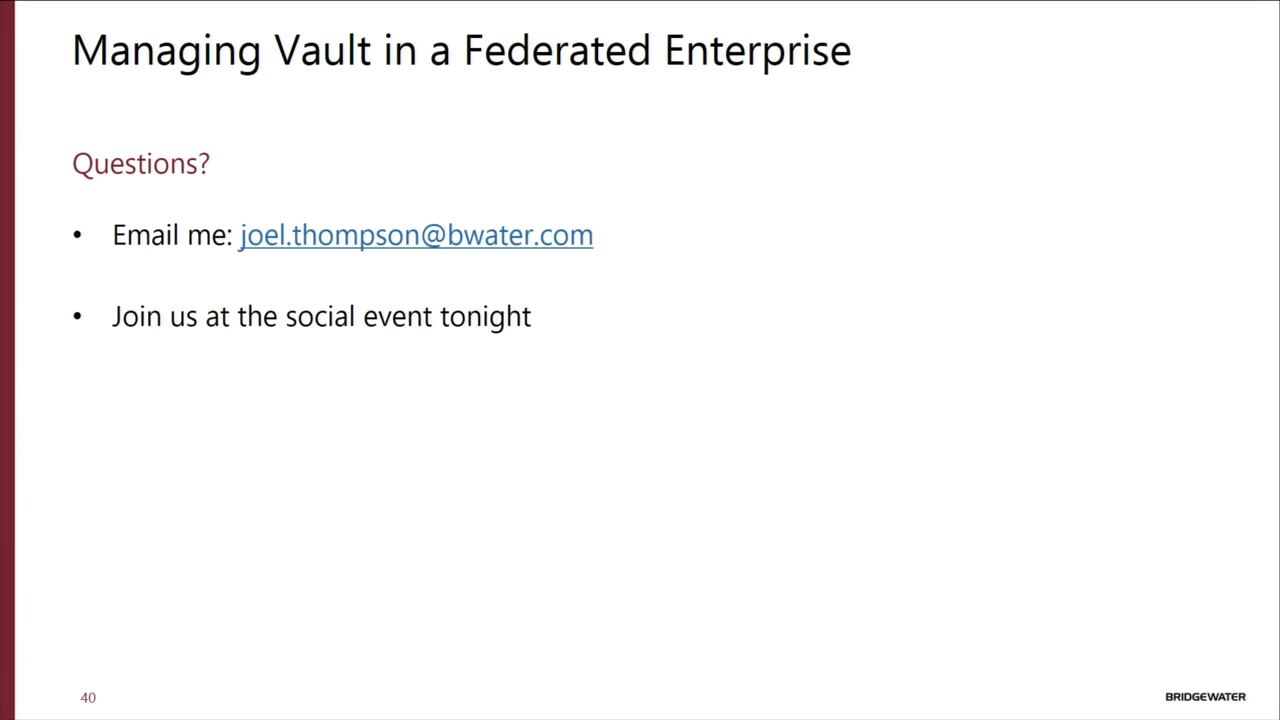 Managing Vault in a Federated Enterprise
Questions?
• Email me: joel.thompson@bwater.com
• Join us at the social event tonight
40
BRIDGEWATER